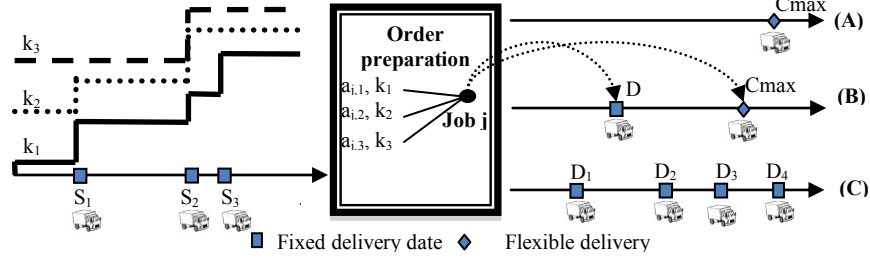 k3
k2
k1
S1
S2
S3
Order
preparation
ai,1, k1
ai,2, k2
ai,3, k3
Job j
Cmax
(A)
D
Cmax
(B)
D1
D2
D3
D4
(C)
Fixed delivery date
Flexible delivery